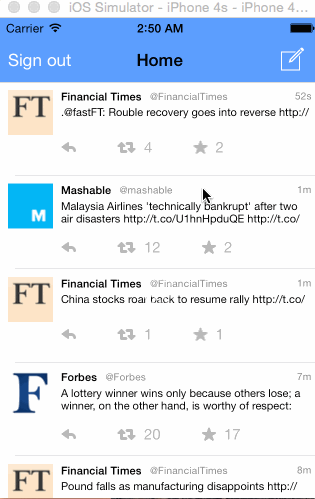 iOS Simulator - iPhone 4s - iPhone 4...
Carrier 2:50 AM
Sign out Home
FT Financial Times @FinancialTimes 52s
.@fastFT: Rouble recovery goes into reverse http://
4 2
M Mashable @mashable 1m
Malaysia Airlines 'technically bankrupt' after two
air disasters http://t.co/U1hnHpduQE http://t.co/
12 2
FT Financial Times @FinancialTimes 1m
China stocks roar back to resume rally http://t.co/
1 1
F Forbes @Forbes 7m
A lottery winner wins only because others lose; a
winner, on the other hand, is worthy of respect:
20 17
FT Financial Times @FinancialTimes 8m
Pound falls as manufacturing disappoints http://